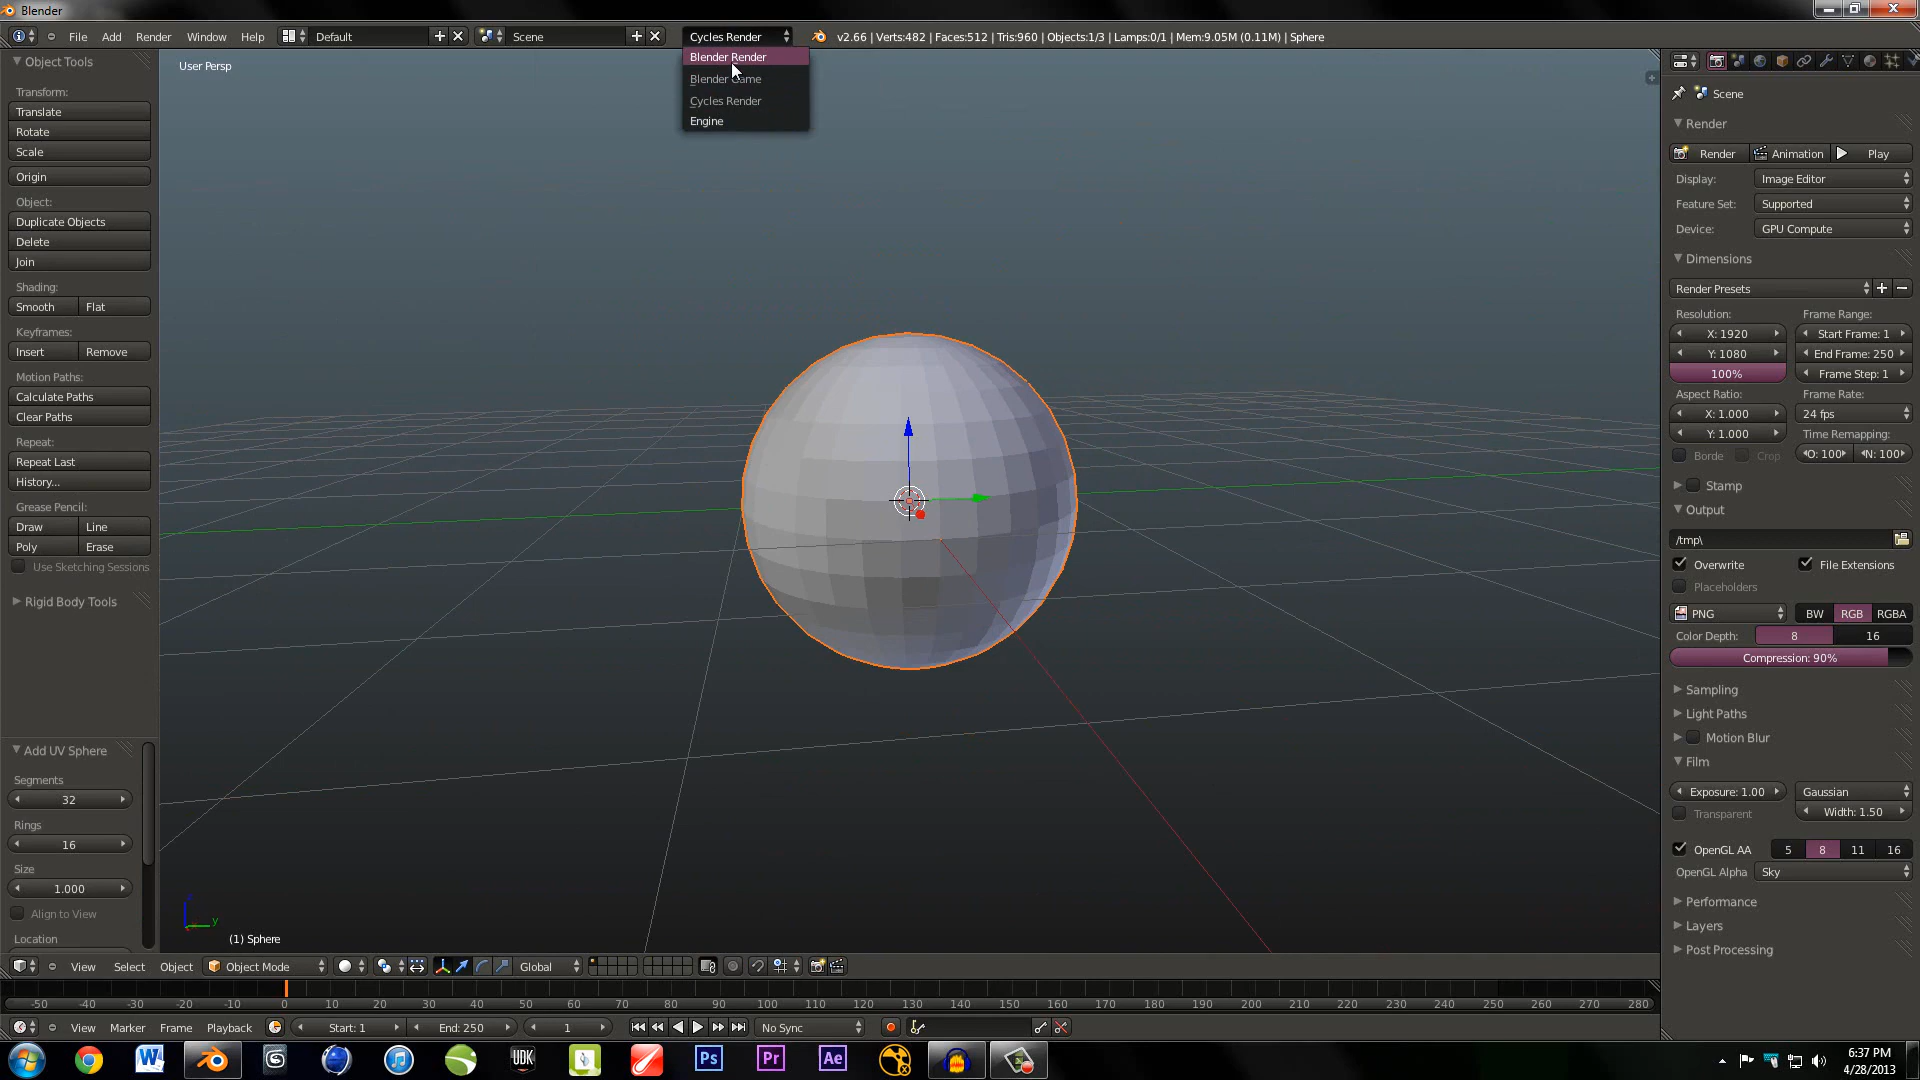 Blender
File Add Render Window Help Default Scene Cycles Render v2.66 | Verts:482 | Faces:512 | Tris:960 | Objects:1/3 | Lamps:0/1 | Mem:9.05M (0.11M) | Sphere
Blender Render
Blender Game
Cycles Render
Engine
User Persp
Object Tools
Transform:
Translate
Rotate
Scale
Origin
Object:
Duplicate Objects
Delete
Join
Shading:
Smooth Flat
Keyframes:
Insert Remove
Motion Paths:
Calculate Paths
Clear Paths
Repeat:
Repeat Last
History...
Grease Pencil:
Draw Line
Poly Erase
Use Sketching Sessions
Rigid Body Tools
Add UV Sphere
Segments
32
Rings
16
Size
1.000
Align to View
Location
y
(1) Sphere
Scene
Render
Render Animation Play
Display: Image Editor
Feature Set: Supported
Device: GPU Compute
Dimensions
Render Presets
Resolution: Frame Range:
X: 1920 Start Frame: 1
Y: 1080 End Frame: 250
100% Frame Step: 1
Aspect Ratio: Frame Rate:
X: 1.000 24 fps
Y: 1.000 Time Remapping:
Borde Crop O: 100 N: 100
Stamp
Output
/tmp\
Overwrite File Extensions
Placeholders
PNG BW RGB RGBA
Color Depth: 8 16
Compression: 90%
Sampling
Light Paths
Motion Blur
Film
Exposure: 1.00 Gaussian
Transparent Width: 1.50
OpenGL AA 5 8 11 16
OpenGL Alpha Sky
Performance
Layers
Post Processing
View Select Object Object Mode Global
-50 -40 -30 -20 -10 0 10 20 30 40 50 60 70 80 90 100 110 120 130 140 150 160 170 180 190 200 210 220 230 240 250 260 270 280
View Marker Frame Playback Start: 1 End: 250 1 No Sync
W UDK Ps Pr Ae
6:37 PM
4/28/2013